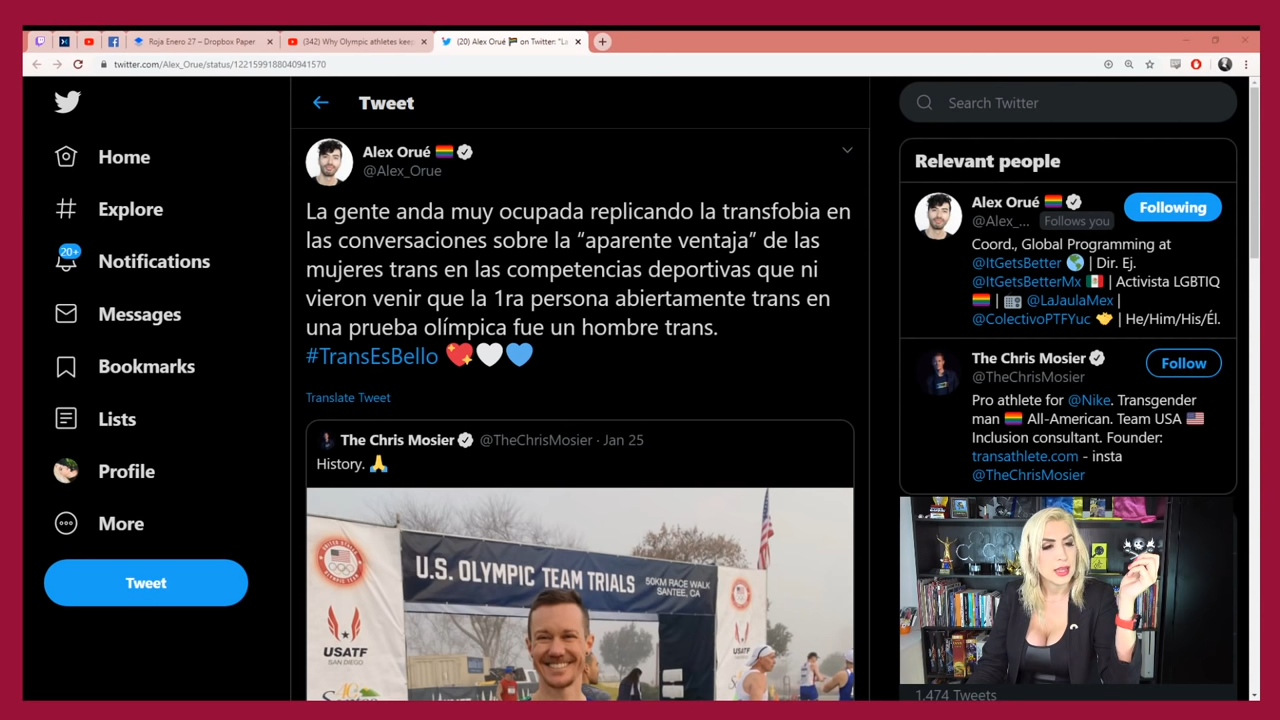 Roja Enero 27 – Dropbox Paper
(342) Why Olympic athletes keep
(20) Alex Orué 🏴 on Twitter: "La
twitter.com/Alex_Orue/status/1221599188040941570
Home
Explore
20+
Notifications
Messages
Bookmarks
Lists
Profile
More
Tweet
Tweet
Alex Orué 🏳️‍🌈
@Alex_Orue
La gente anda muy ocupada replicando la transfobia en
las conversaciones sobre la “aparente ventaja” de las
mujeres trans en las competencias deportivas que ni
vieron venir que la 1ra persona abiertamente trans en
una prueba olímpica fue un hombre trans.
#TransEsBello 💖🤍💙
Translate Tweet
The Chris Mosier @TheChrisMosier · Jan 25
History. 🙏
U.S. OLYMPIC TEAM TRIALS
50KM RACE WALK
SANTEE, CA
USATF
SAN DIEGO
Search Twitter
Relevant people
Alex Orué 🏳️‍🌈
Following
@Alex_... Follows you
Coord., Global Programming at
@ItGetsBetter 🌎 | Dir. Ej.
@ItGetsBetterMx 🇲🇽 | Activista LGBTIQ
🏳️‍🌈 | 📻 @LaJaulaMex |
@ColectivoPTFYuc 🤝 | He/Him/His/Él.
The Chris Mosier
Follow
@TheChrisMosier
Pro athlete for @Nike. Transgender
man 🏳️‍🌈 All-American. Team USA 🇺🇸
Inclusion consultant. Founder:
transathlete.com - insta
@TheChrisMosier
1,474 Tweets